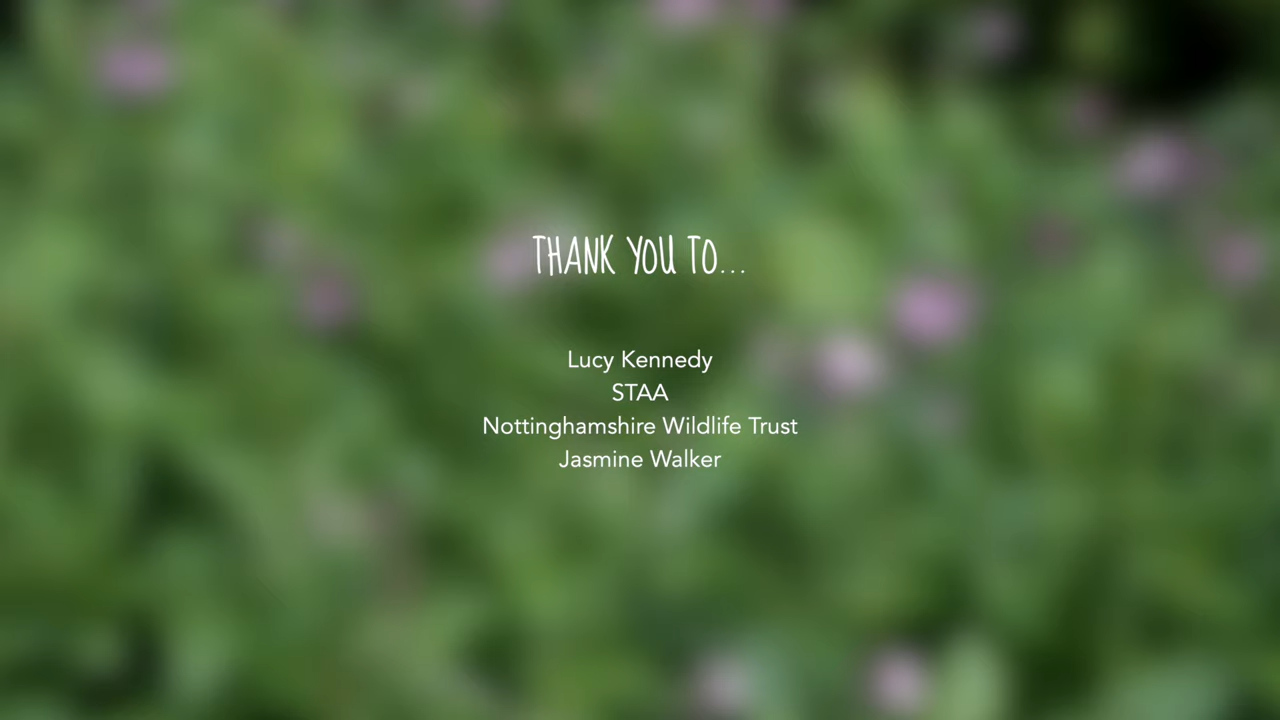 THANK YOU TO...
Lucy Kennedy
STAA
Nottinghamshire Wildlife Trust
Jasmine Walker